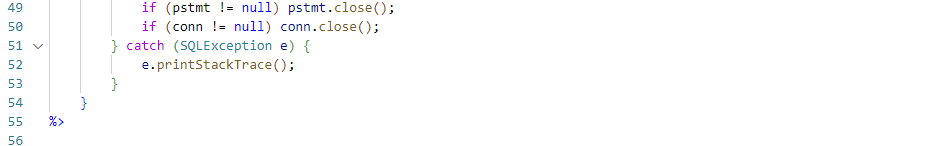 49 if (pstmt != null) pstmt.close();
50 if (conn != null) conn.close();
51 } catch (SQLException e) {
52 e.printStackTrace();
53 }
54 }
55 %>
56